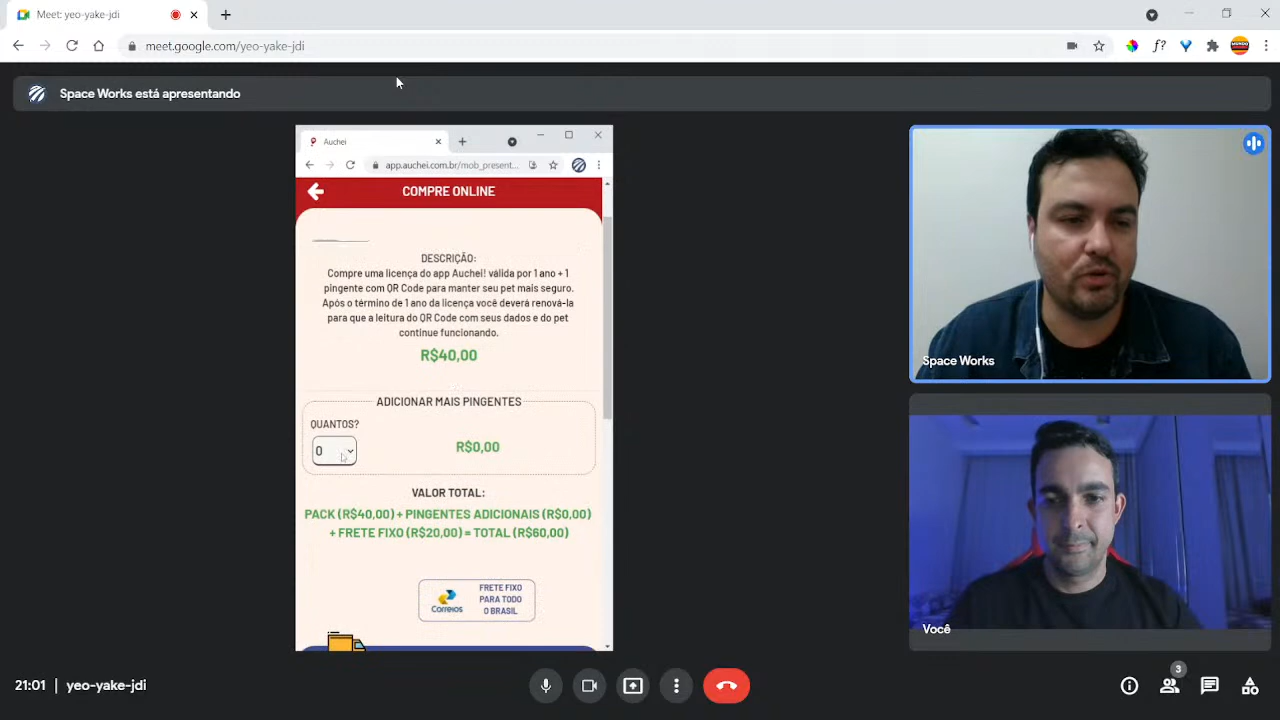 Meet: yeo-yake-jdi
meet.google.com/yeo-yake-jdi
f?
MUNDO
Space Works está apresentando
Auchei
app.auchei.com.br/mob_present...
COMPRE ONLINE
DESCRIÇÃO:
Compre uma licença do app Auchei! válida por 1 ano + 1
pingente com QR Code para manter seu pet mais seguro.
Após o término de 1 ano da licença você deverá renová-la
para que a leitura do QR Code com seus dados e do pet
continue funcionando.
R$40,00
ADICIONAR MAIS PINGENTES
QUANTOS?
0
R$0,00
VALOR TOTAL:
PACK (R$40,00) + PINGENTES ADICIONAIS (R$0,00)
+ FRETE FIXO (R$20,00) = TOTAL (R$60,00)
Correios
FRETE FIXO
PARA TODO
O BRASIL
Space Works
Você
21:01
yeo-yake-jdi
3